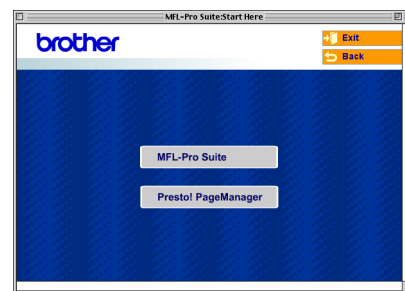 MFL-Pro Suite:Start Here
brother
Exit
Back
MFL-Pro Suite
Presto! PageManager